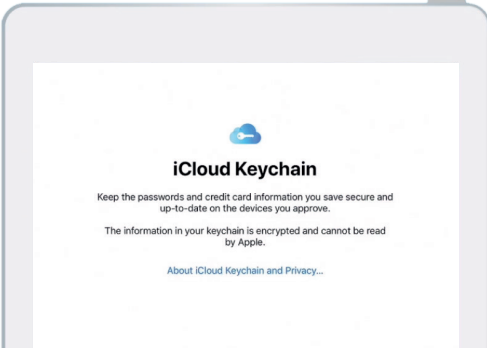 iCloud Keychain
Keep the passwords and credit card information you save secure and
up-to-date on the devices you approve.
The information in your keychain is encrypted and cannot be read
by Apple.
About iCloud Keychain and Privacy...